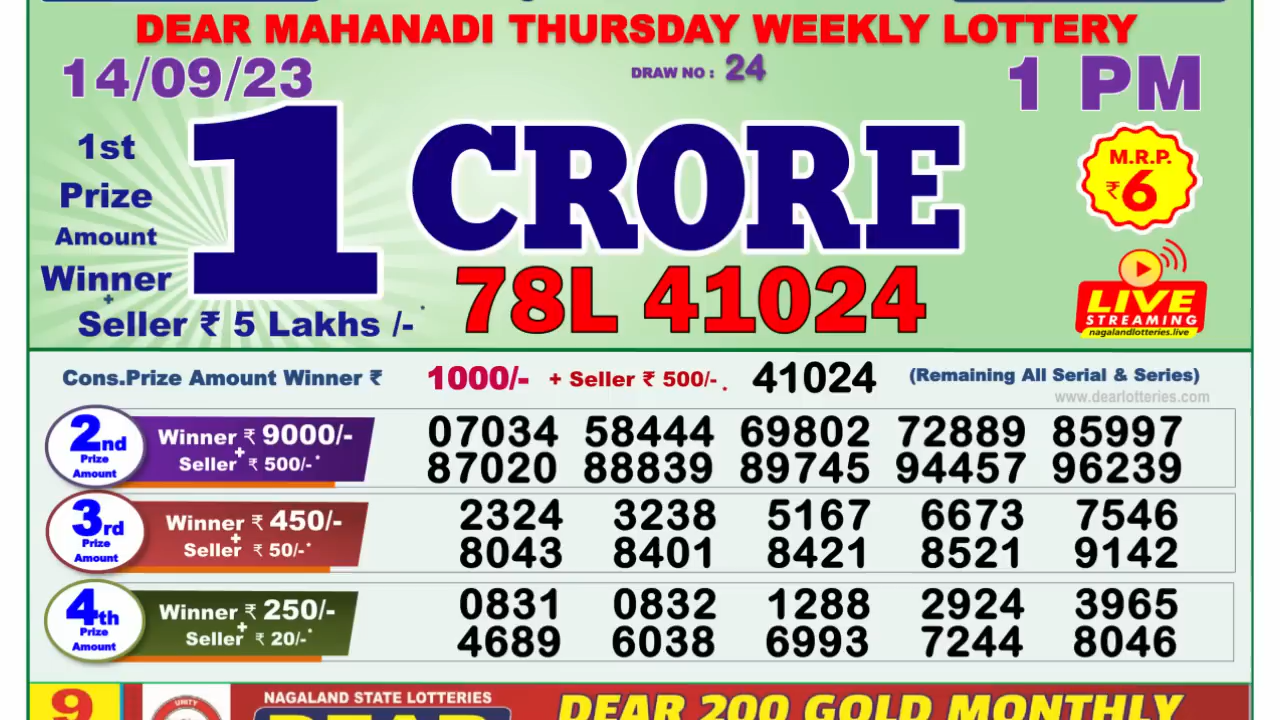 DEAR MAHANADI THURSDAY WEEKLY LOTTERY
14/09/23
DRAW NO : 24
1 PM
1st
Prize
Amount
Winner
+
Seller ₹ 5 Lakhs /-
1 CRORE
78L 41024
M.R.P.
₹6
LIVE
STREAMING
nagalandlotteries.live
Cons.Prize Amount Winner ₹ 1000/- + Seller ₹ 500/- . 41024 (Remaining All Serial & Series)
www.dearlotteries.com
2nd
Prize
Amount
Winner ₹ 9000/-
+
Seller ₹ 500/-*
07034 58444 69802 72889 85997
87020 88839 89745 94457 96239
3rd
Prize
Amount
Winner ₹ 450/-
+
Seller ₹ 50/-*
2324 3238 5167 6673 7546
8043 8401 8421 8521 9142
4th
Prize
Amount
Winner ₹ 250/-
+
Seller ₹ 20/-*
0831 0832 1288 2924 3965
4689 6038 6993 7244 8046
9
UNITY
NAGALAND STATE LOTTERIES
DEAR
DEAR 200 GOLD MONTHLY